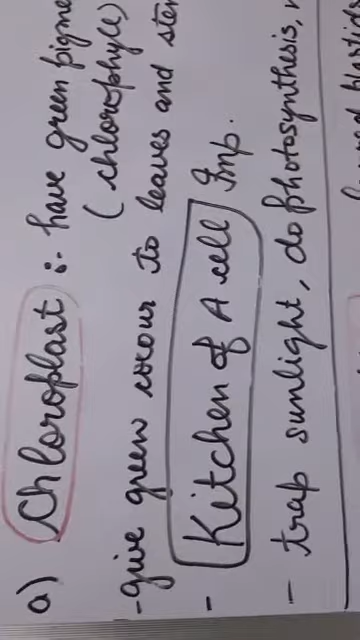 a) Chloroplast :- have green pigme
(chlorophyll)
- give green colour to leaves and ste
- Kitchen of A cell Imp.
- trap sunlight, do photosynthesis,